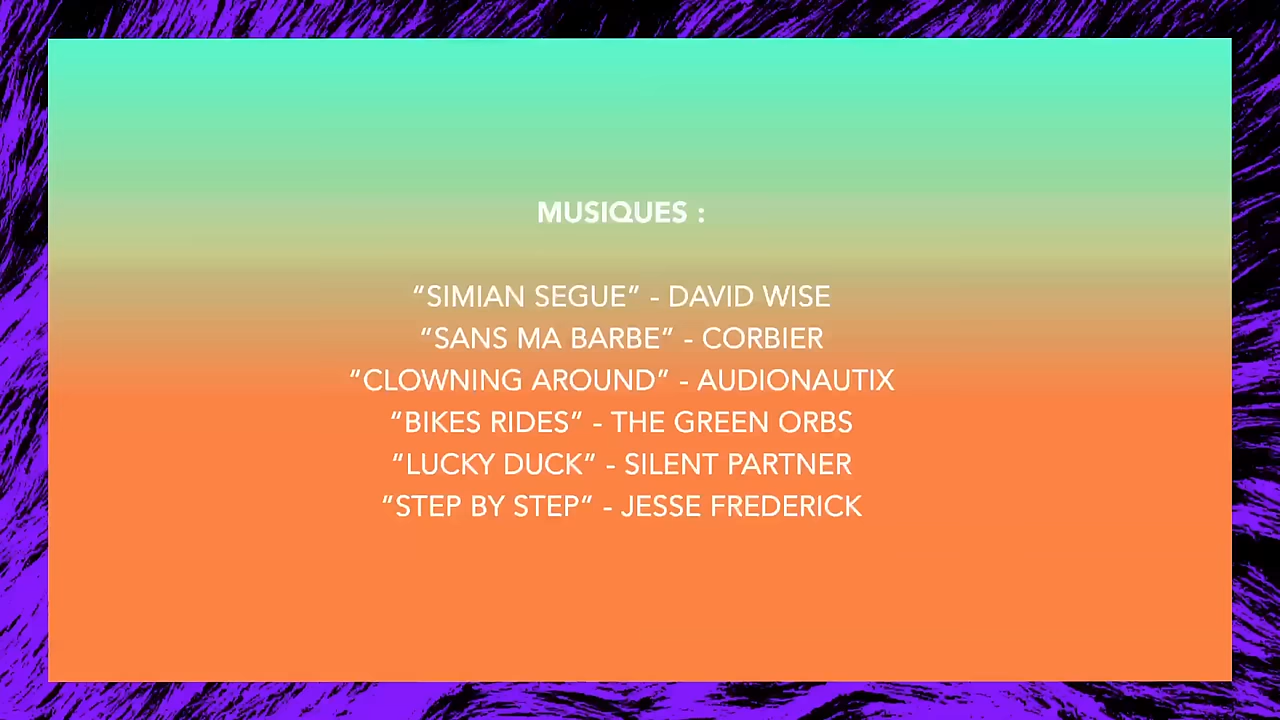 MUSIQUES :
“SIMIAN SEGUE” - DAVID WISE
“SANS MA BARBE” - CORBIER
“CLOWNING AROUND” - AUDIONAUTIX
“BIKES RIDES” - THE GREEN ORBS
“LUCKY DUCK” - SILENT PARTNER
“STEP BY STEP” - JESSE FREDERICK